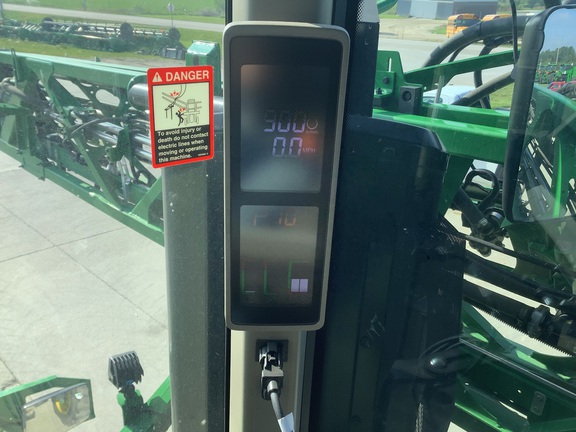 DANGER
To avoid injury or
death do not contact
electric lines when
moving or operating
this machine.
900
0.0 MPH